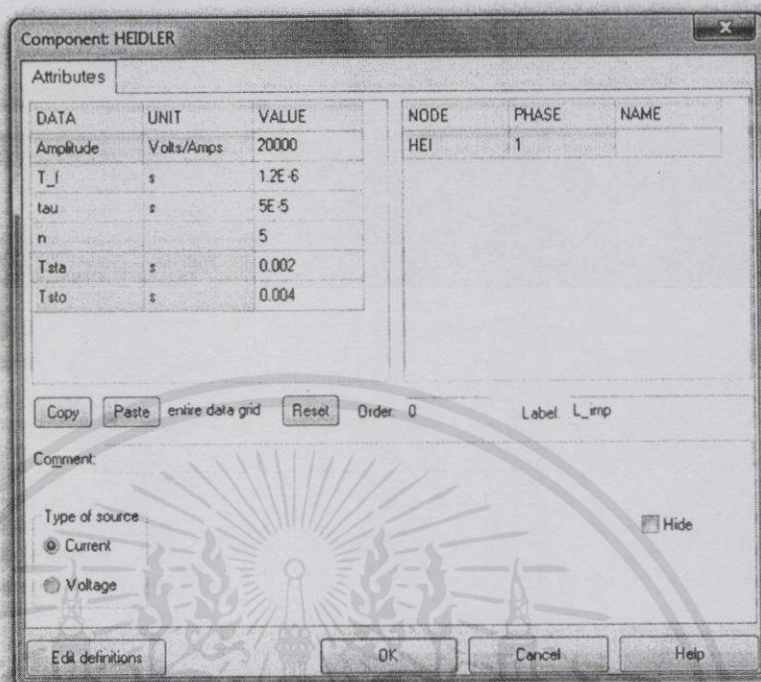 Component: HEIDLER
x
Attributes
DATA UNIT VALUE
Amplitude Volts/Amps 20000
T_f s 1.2E-6
tau s 5E-5
n 5
Tsta s 0.002
Tsto s 0.004
NODE PHASE NAME
HEI 1
Copy Paste entire data grid Reset Order: 0 Label: L_imp
Comment:
Type of source
Current
Voltage
Hide
Edit definitions OK Cancel Help